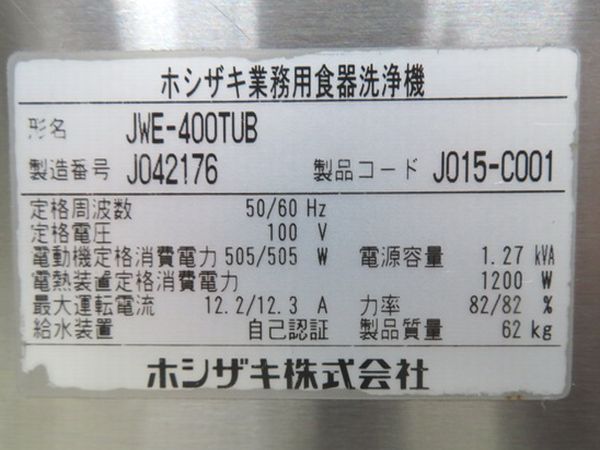 ホシザキ業務用食器洗浄機
形名 JWE-400TUB
製造番号 J042176 製品コード J015-C001
定格周波数 50/60 Hz
定格電圧 100 V
電動機定格消費電力 505/505 W 電源容量 1.27 kVA
電熱装置定格消費電力 1200 W
最大運転電流 12.2/12.3 A 力率 82/82 %
給水装置 自己認証 製品質量 62 kg
ホシザキ株式会社